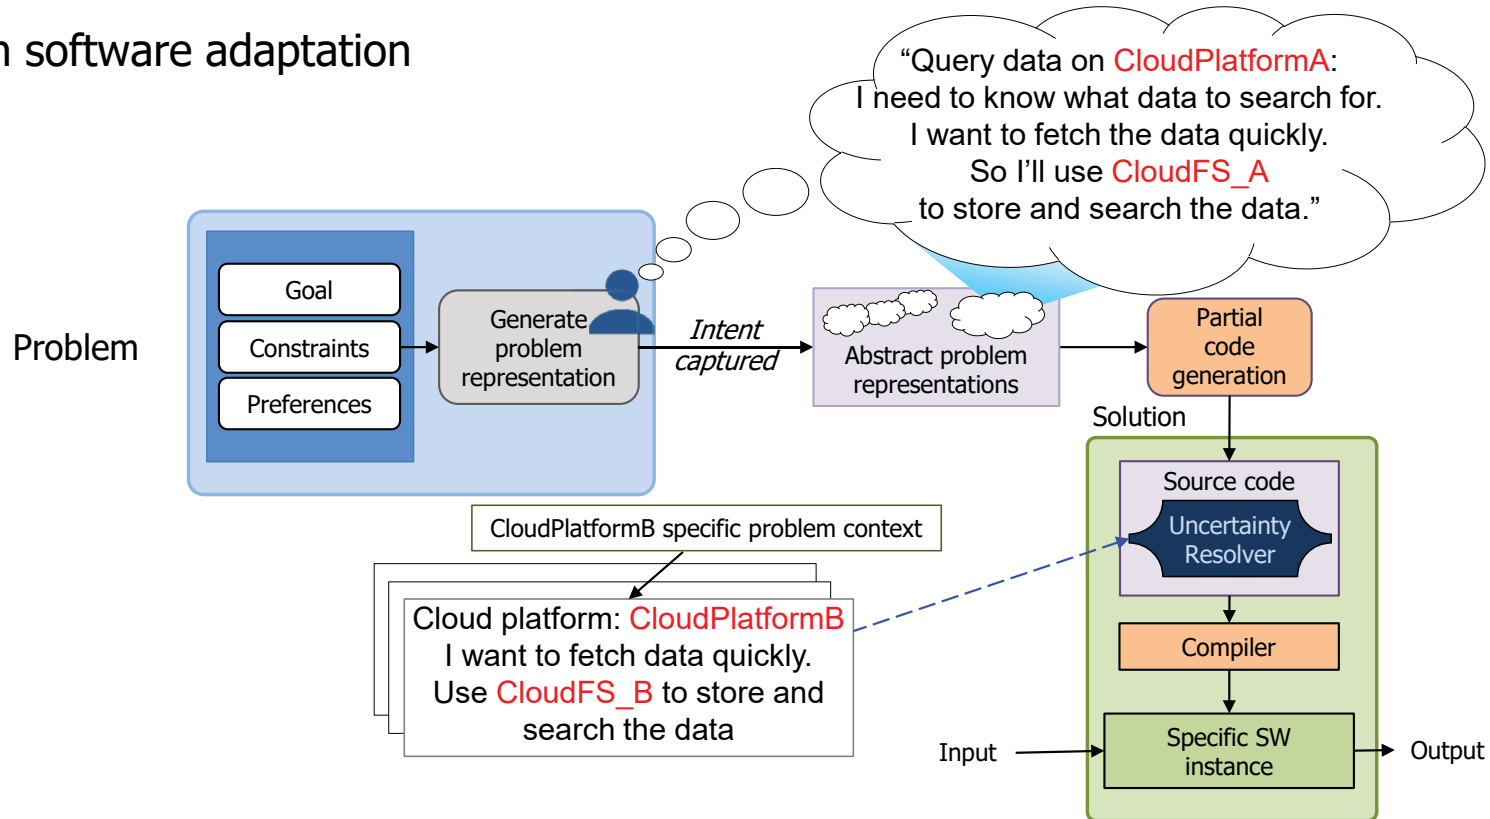 n software adaptation
“Query data on CloudPlatformA:
I need to know what data to search for.
I want to fetch the data quickly.
So I’ll use CloudFS_A
to store and search the data.”
Problem
Goal
Constraints
Preferences
Generate
problem
representation
Intent
captured
Abstract problem
representations
Partial
code
generation
Solution
Source code
Uncertainty
Resolver
Compiler
Specific SW
instance
Input
Output
CloudPlatformB specific problem context
Cloud platform: CloudPlatformB
I want to fetch data quickly.
Use CloudFS_B to store and
search the data